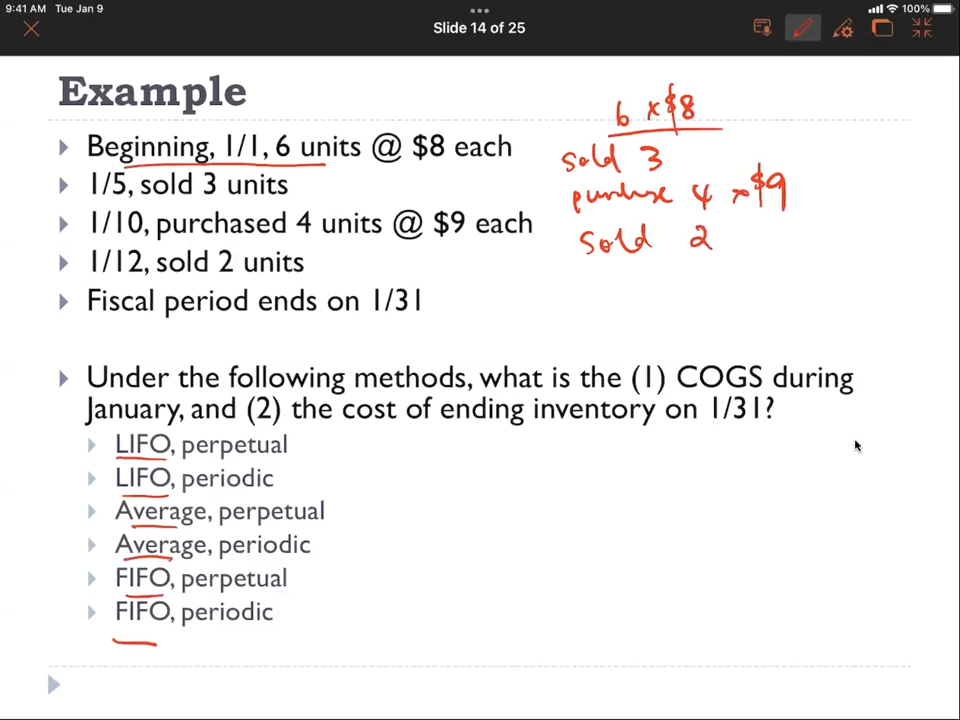 9:41 AM Tue Jan 9
100%
Slide 14 of 25
Example
6 x $8
Beginning, 1/1, 6 units @ $8 each
sold 3
1/5, sold 3 units
purchase 4 x $9
1/10, purchased 4 units @ $9 each
sold 2
1/12, sold 2 units
Fiscal period ends on 1/31
Under the following methods, what is the (1) COGS during
January, and (2) the cost of ending inventory on 1/31?
LIFO, perpetual
LIFO, periodic
Average, perpetual
Average, periodic
FIFO, perpetual
FIFO, periodic